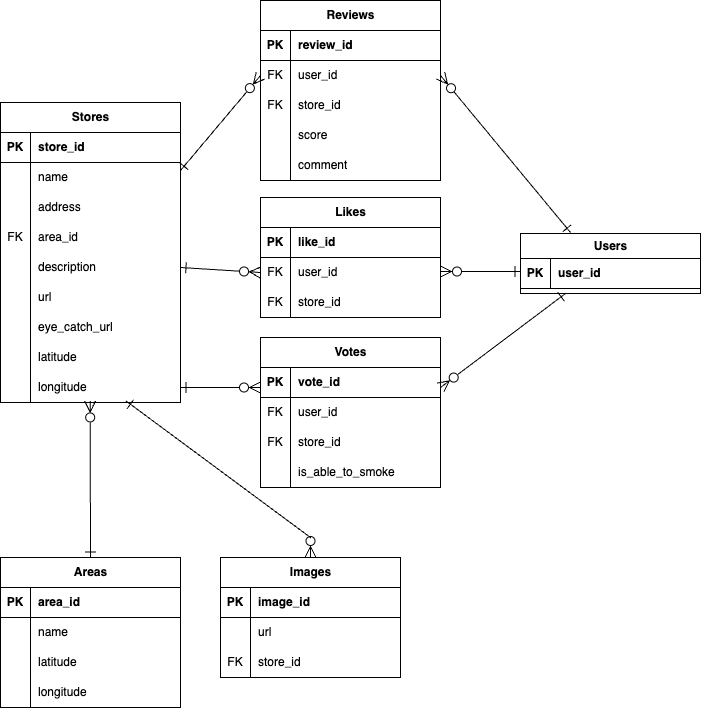 Reviews
PK review_id
FK user_id
FK store_id
score
comment
Stores
PK store_id
name
address
FK area_id
description
url
eye_catch_url
latitude
longitude
Likes
PK like_id
FK user_id
FK store_id
Users
PK user_id
Votes
PK vote_id
FK user_id
FK store_id
is_able_to_smoke
Areas
PK area_id
name
latitude
longitude
Images
PK image_id
url
FK store_id